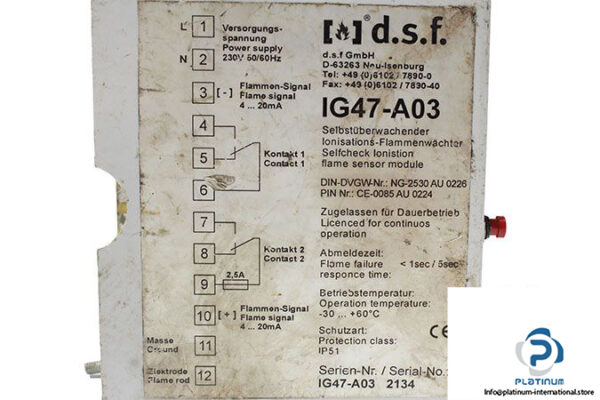 L 1 Versorgungs-
spannung
Power supply
N 2 230V 50/60Hz
3 [-] Flammen-Signal
Flame signal
4 ... 20mA
4
5 Kontakt 1
Contact 1
6
7
8 Kontakt 2
Contact 2
9 2,5A
10 [+] Flammen-Signal
Flame signal
4 ... 20mA
Masse
Ground 11
Elektrode
Flame rod 12
® d.s.f.
d.s.f GmbH
D-63263 Neu-Isenburg
Tel: +49 (0)6102 / 7890-0
Fax: +49 (0)6102 / 7890-40
IG47-A03
Selbstüberwachender
Ionisations-Flammenwächter
Selfcheck Ionistion
flame sensor module
DIN-DVGW-Nr.: NG-2530 AU 0226
PIN Nr.: CE-0085 AU 0224
Zugelassen für Dauerbetrieb
Licenced for continuos
operation
Abmeldezeit:
Flame failure < 1sec / 5sec
responce time:
Betriebstemperatur:
Operation temperature:
-30 ... +60°C
Schutzart:
Protection class:
IP51
CE
Serien-Nr. / Serial-No.:
IG47-A03 2134
PLATINUM
INTERNATIONAL
Info@platinum-international.store